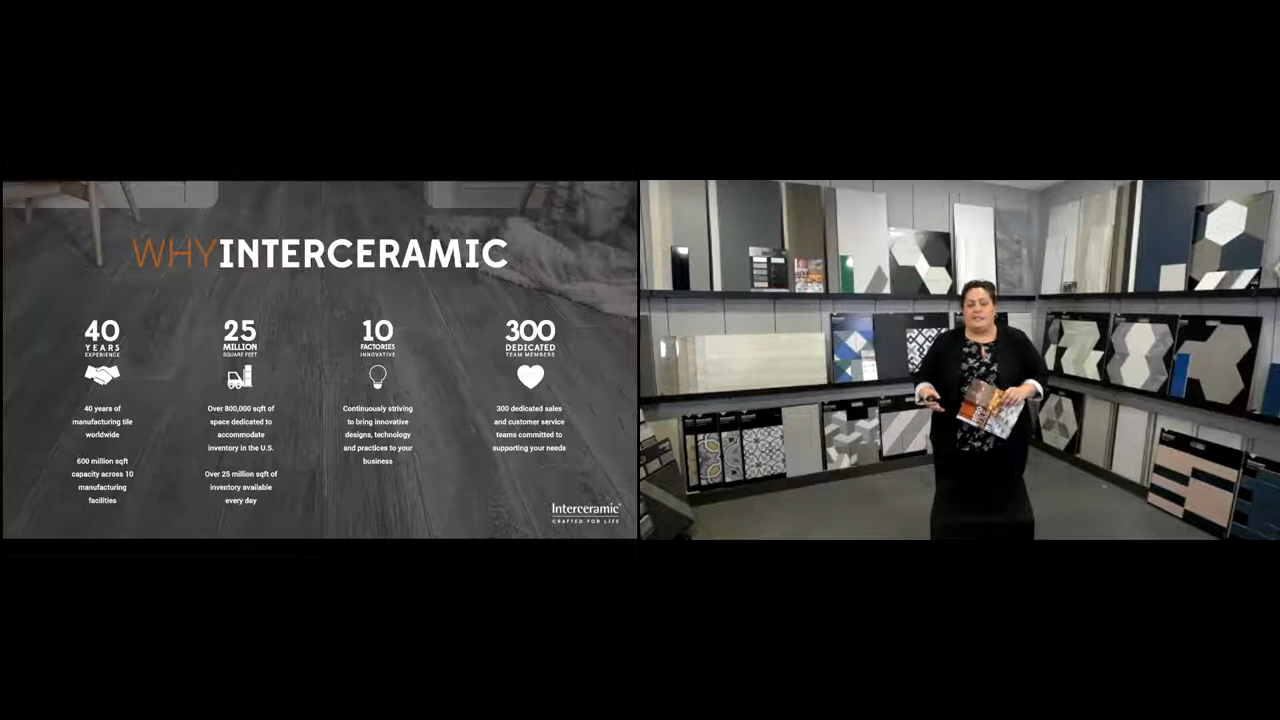 WHY INTERCERAMIC
40
YEARS
EXPERIENCE
40 years of
manufacturing tile
worldwide
600 million sqft
capacity across 10
manufacturing
facilities
25
MILLION
SQUARE FEET
Over 800,000 sqft of
space dedicated to
accommodate
inventory in the U.S.
Over 25 million sqft of
inventory available
every day
10
FACTORIES
INNOVATIVE
Continuously striving
to bring innovative
designs, technology
and practices to your
business
300
DEDICATED
TEAM MEMBERS
300 dedicated sales
and customer service
teams committed to
supporting your needs
Interceramic®
CRAFTED FOR LIFE